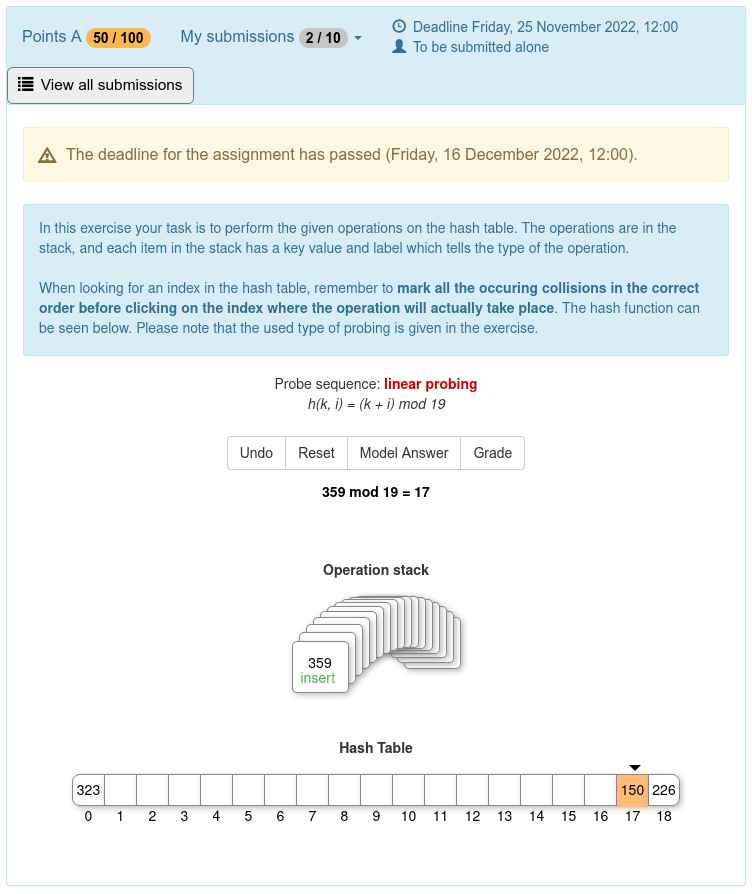 Points A 50 / 100
My submissions 2 / 10
Deadline Friday, 25 November 2022, 12:00
To be submitted alone
View all submissions
The deadline for the assignment has passed (Friday, 16 December 2022, 12:00).
In this exercise your task is to perform the given operations on the hash table. The operations are in the
stack, and each item in the stack has a key value and label which tells the type of the operation.
When looking for an index in the hash table, remember to mark all the occuring collisions in the correct
order before clicking on the index where the operation will actually take place. The hash function can
be seen below. Please note that the used type of probing is given in the exercise.
Probe sequence: linear probing
h(k, i) = (k + i) mod 19
Undo Reset Model Answer Grade
359 mod 19 = 17
Operation stack
359
insert
Hash Table
323 150 226
0 1 2 3 4 5 6 7 8 9 10 11 12 13 14 15 16 17 18